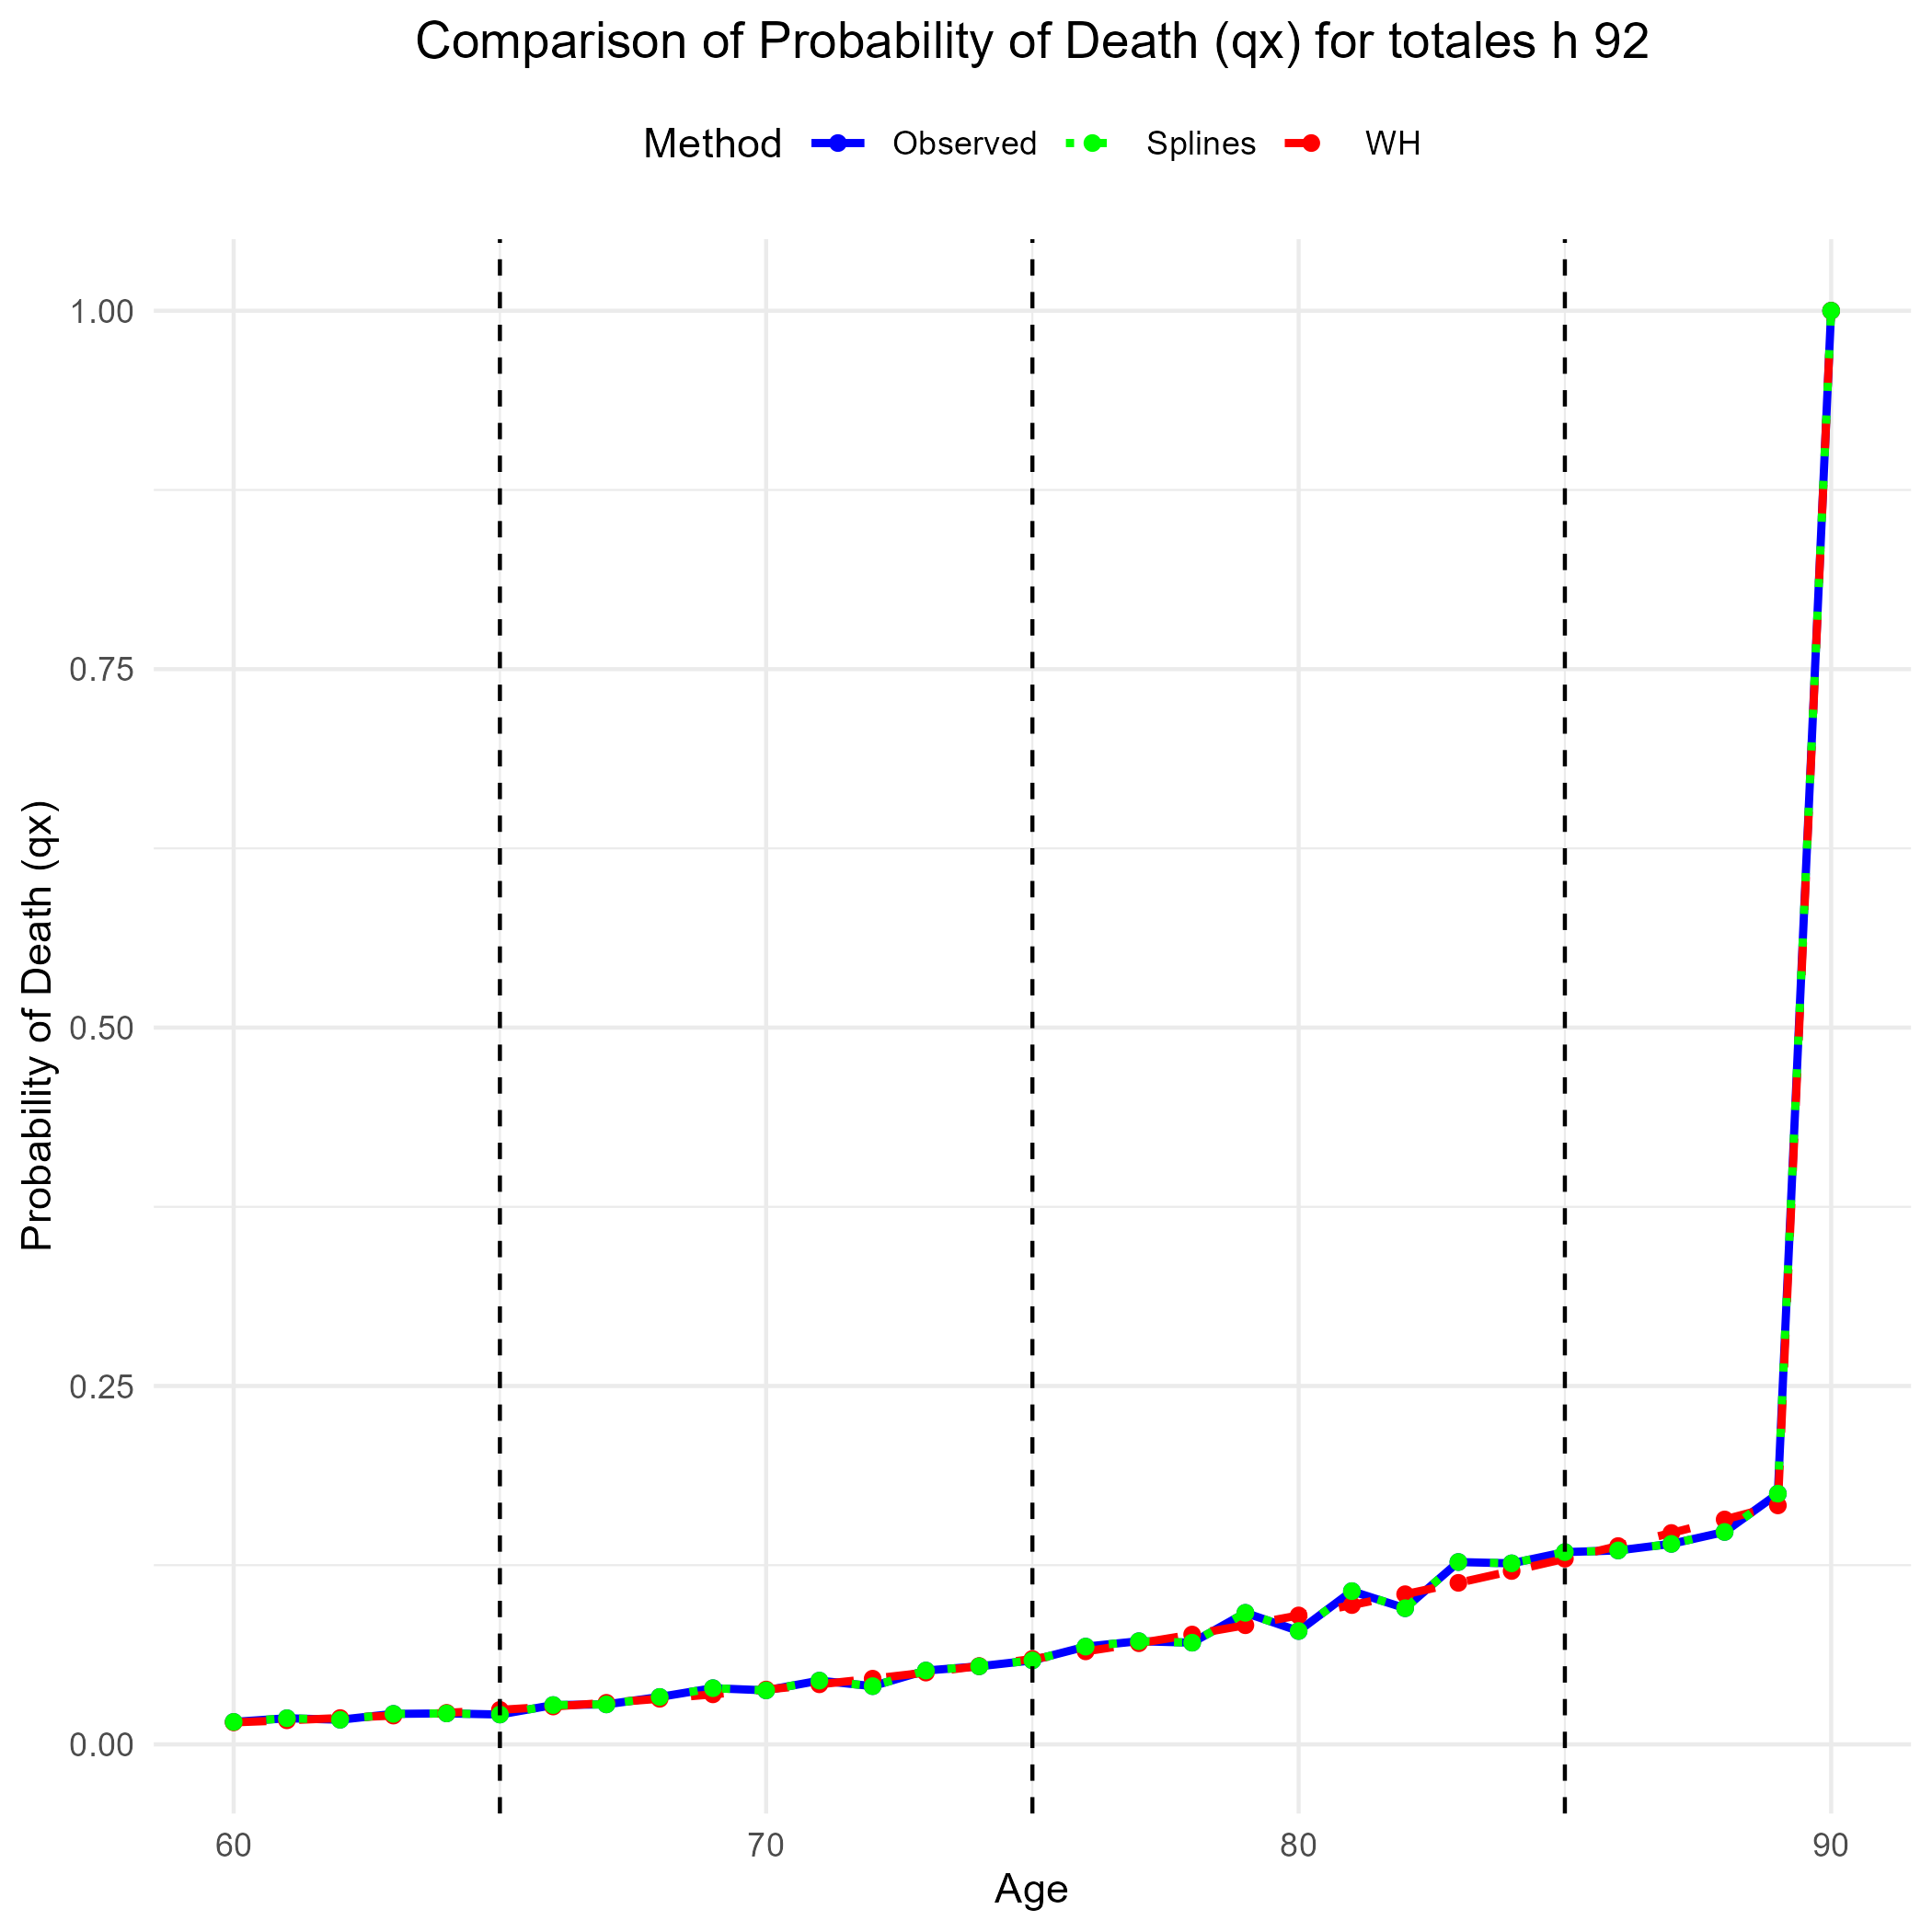 Comparison of Probability of Death (qx) for totales h 92
Method Observed Splines WH
Probability of Death (qx)
1.00
0.75
0.50
0.25
0.00
60 70 80 90
Age